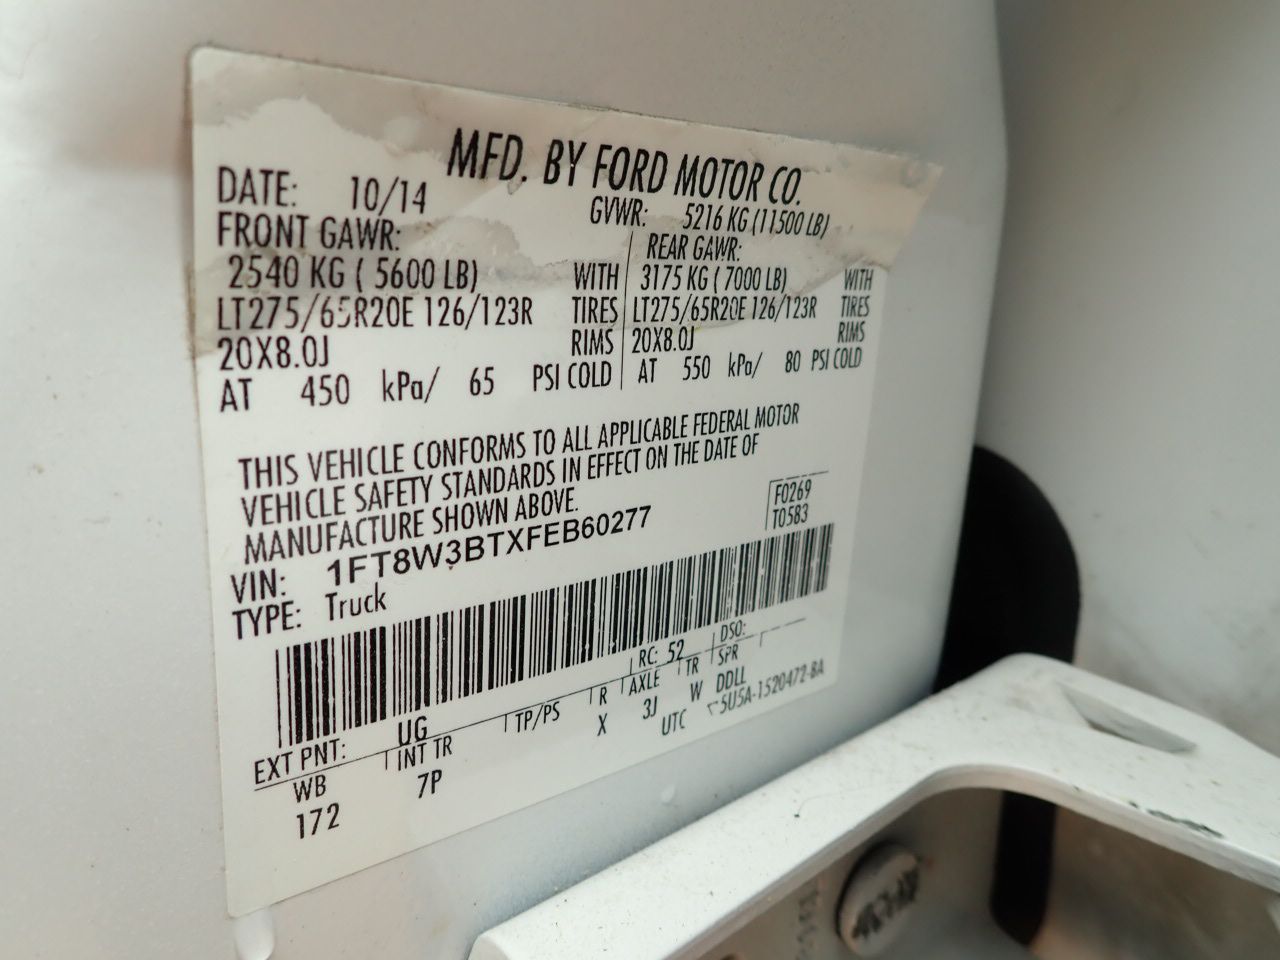 MFD. BY FORD MOTOR CO.
DATE: 10/14 GVWR: 5216 KG (11500 LB)
FRONT GAWR: REAR GAWR:
2540 KG ( 5600 LB) WITH 3175 KG ( 7000 LB) WITH
LT275/65R20E 126/123R TIRES LT275/65R20E 126/123R TIRES
20X8.0J RIMS 20X8.0J RIMS
AT 450 kPa/ 65 PSI COLD AT 550 kPa/ 80 PSI COLD
THIS VEHICLE CONFORMS TO ALL APPLICABLE FEDERAL MOTOR
VEHICLE SAFETY STANDARDS IN EFFECT ON THE DATE OF
MANUFACTURE SHOWN ABOVE.
F0269
T0583
VIN: 1FT8W3BTXFEB60277
TYPE: Truck
EXT PNT: UG RC: 52 DSO:
WB INT TR TP/PS R AXLE TR SPR
172 7P X 3J W DDLL
UTC 5U5A-1520472-BA